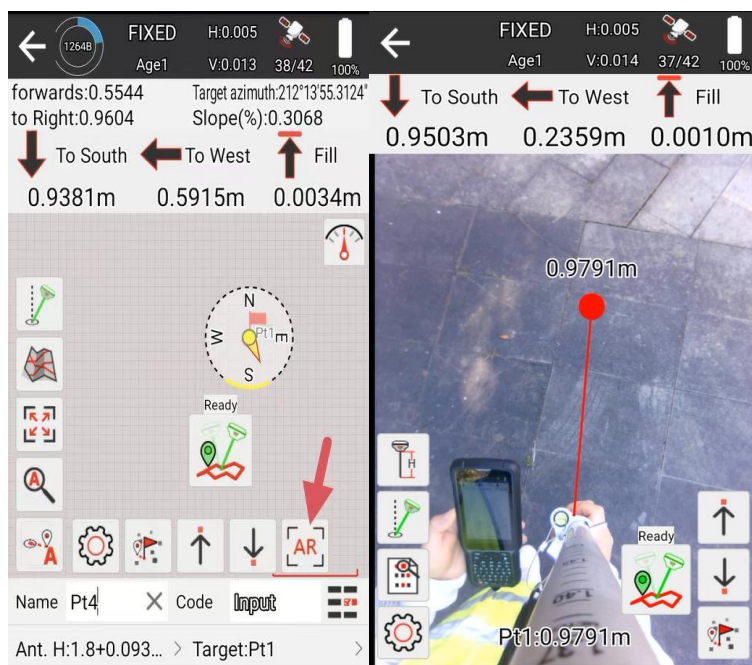 1264B
FIXED
H:0.005
Age1
V:0.013
38/42
100%
forwards:0.5544
Target azimuth:212°13'55.3124"
to Right:0.9604
Slope(%):0.3068
To South
To West
Fill
0.9381m
0.5915m
0.0034m
N
Pt1
W
E
S
Ready
A
A
AR
Name
Pt4
Code
Input
Ant. H:1.8+0.093...
Target:Pt1
FIXED
H:0.005
Age1
V:0.014
37/42
100%
To South
To West
Fill
0.9503m
0.2359m
0.0010m
0.9791m
H
Ready
1.40
Pt1:0.9791m